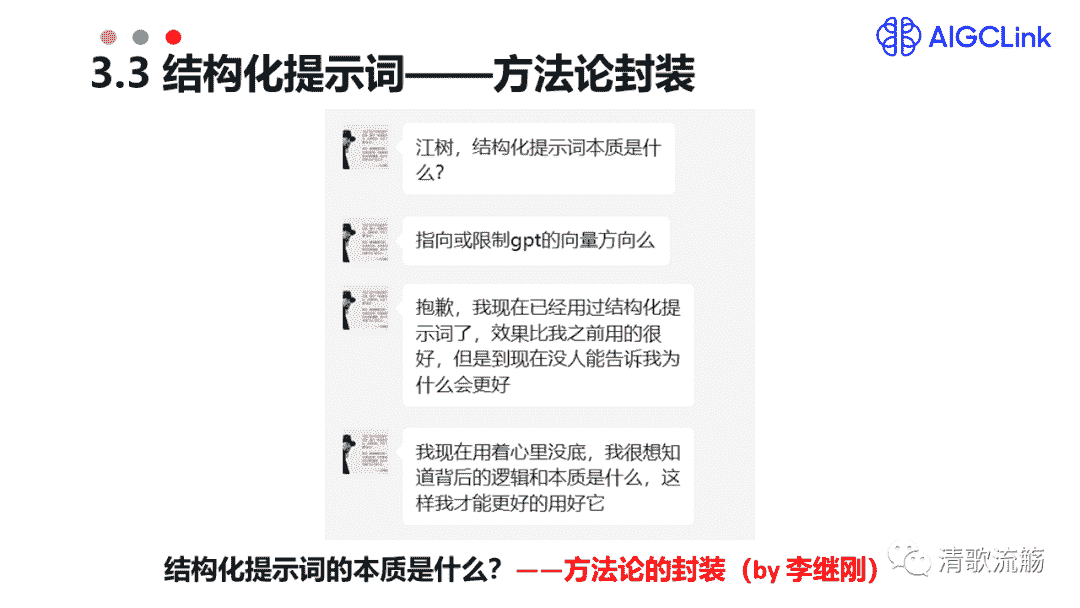 AIGCLink
3.3 结构化提示词——方法论封装
江树，结构化提示词本质是什
么?
指向或限制gpt的向量方向么
抱歉，我现在已经用过结构化提
示词了，效果比我之前用的很
好，但是到现在没人能告诉我为
什么会更好
我现在用着心里没底，我很想知
道背后的逻辑和本质是什么，这
样我才能更好的用好它
结构化提示词的本质是什么？——方法论的封装（by 李继刚）
清歌流觞